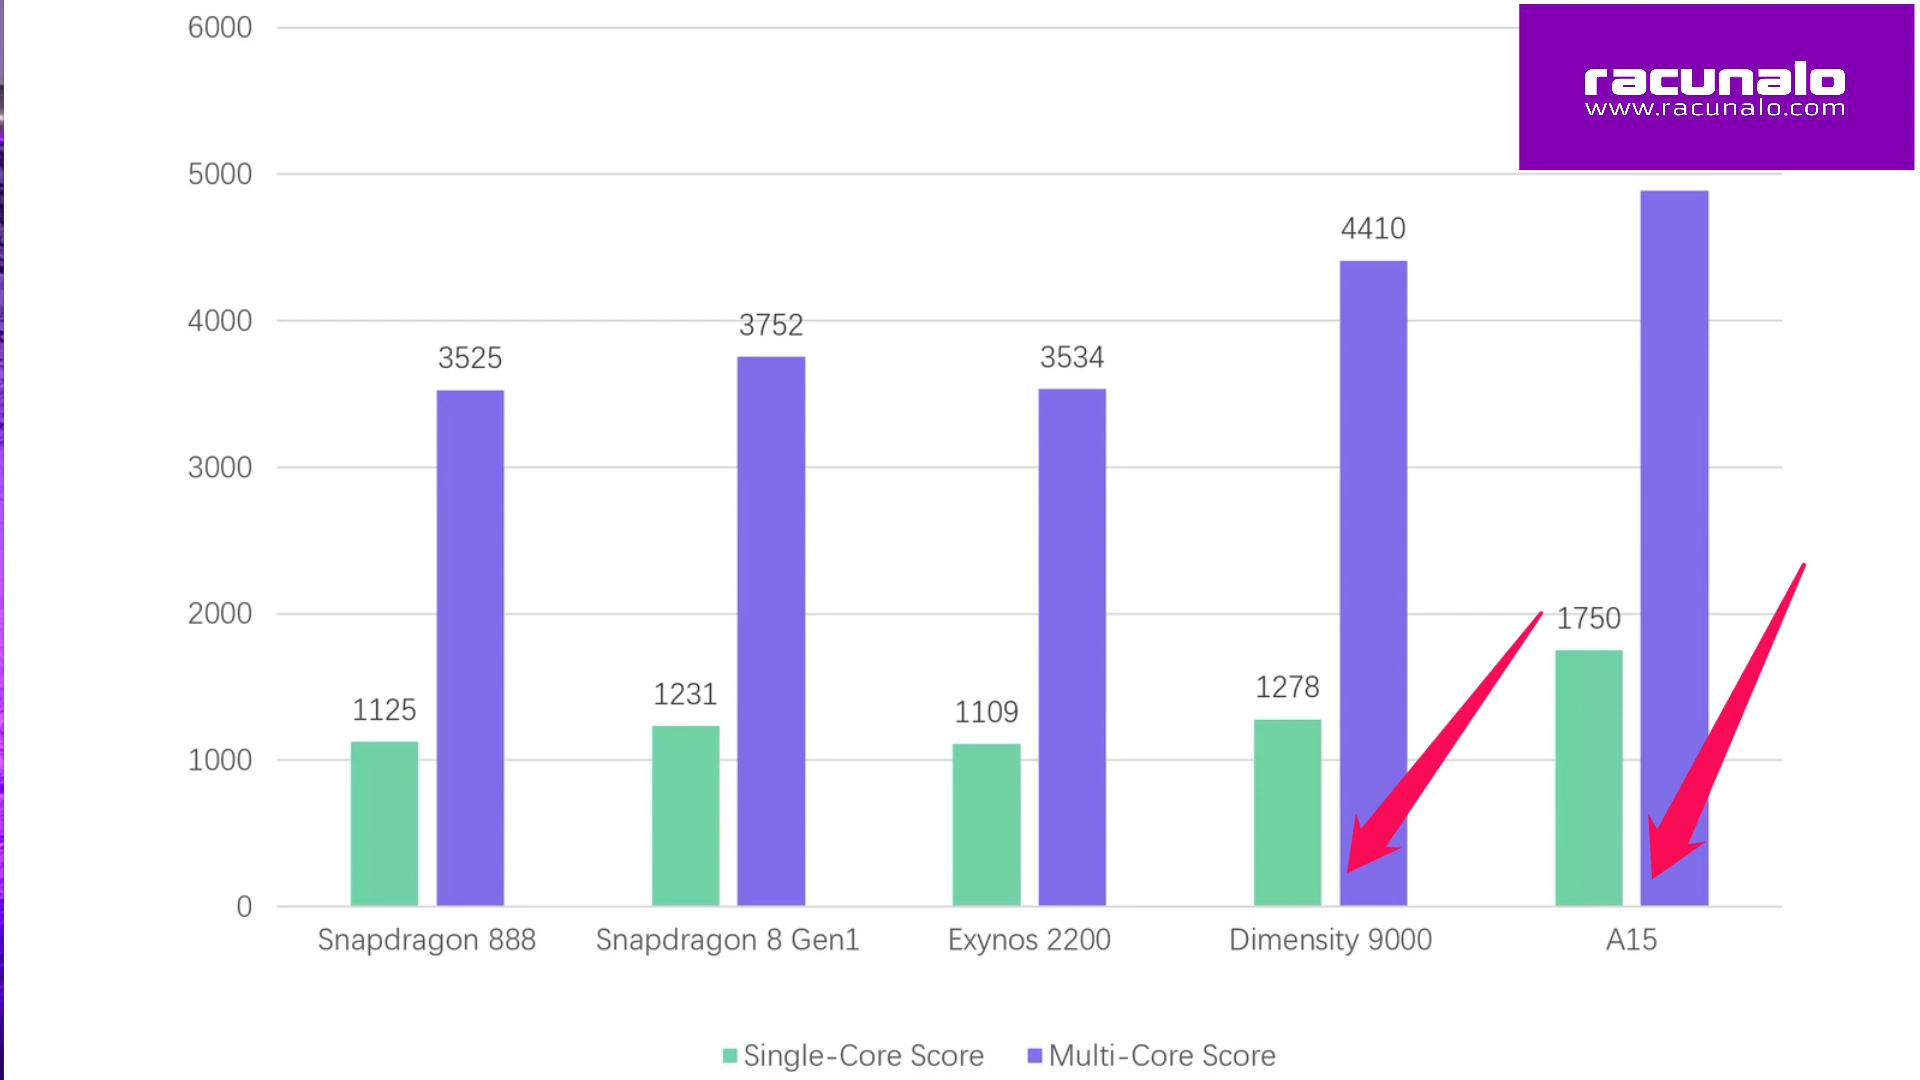 6000
racunalo
www.racunalo.com
5000
4410
4000
3752
3525
3534
3000
2000
1750
1278
1231
1125
1109
1000
0
Snapdragon 888
Snapdragon 8 Gen1
Exynos 2200
Dimensity 9000
A15
Single-Core Score
Multi-Core Score